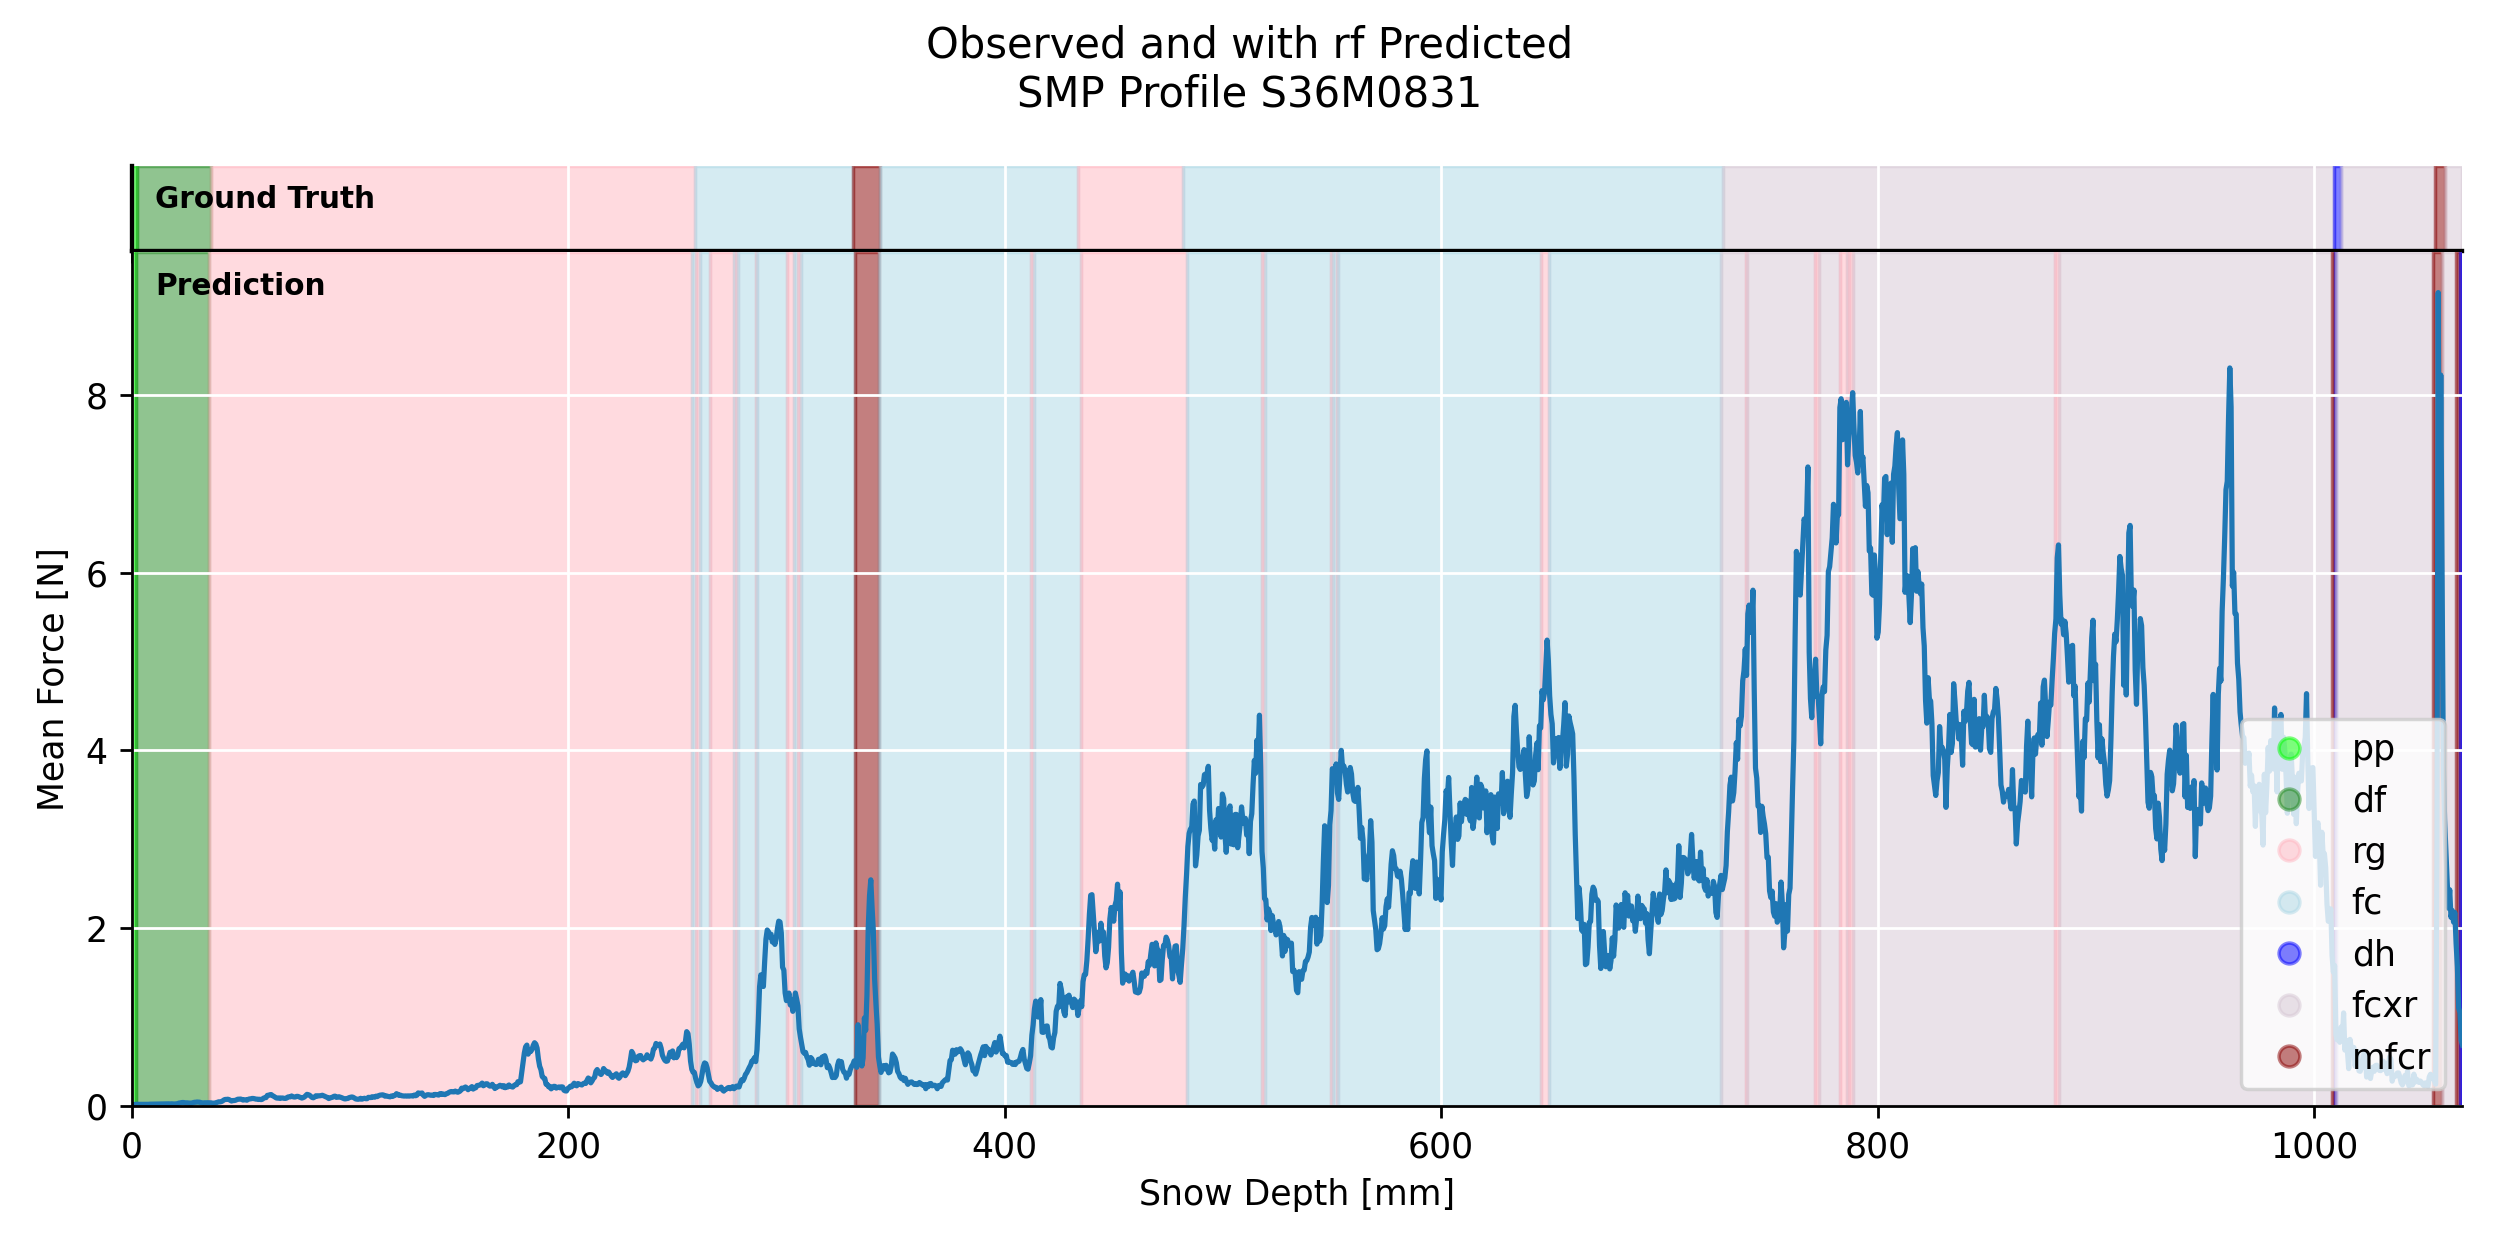 Observed and with rf Predicted
SMP Profile S36M0831
Ground Truth
Prediction
Mean Force [N]
8
6
4
2
0
0 200 400 600 800 1000
Snow Depth [mm]
pp
df
rg
fc
dh
fcxr
mfcr